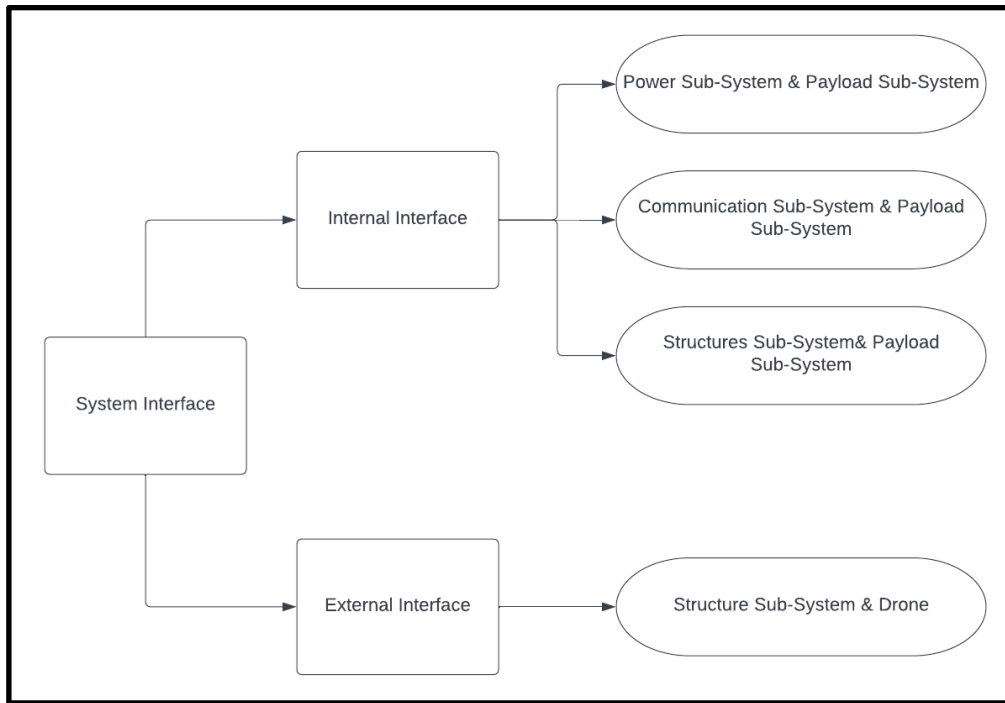 Power Sub-System & Payload Sub-System
Internal Interface
Communication Sub-System & Payload
Sub-System
Structures Sub-System& Payload
Sub-System
System Interface
External Interface
Structure Sub-System & Drone